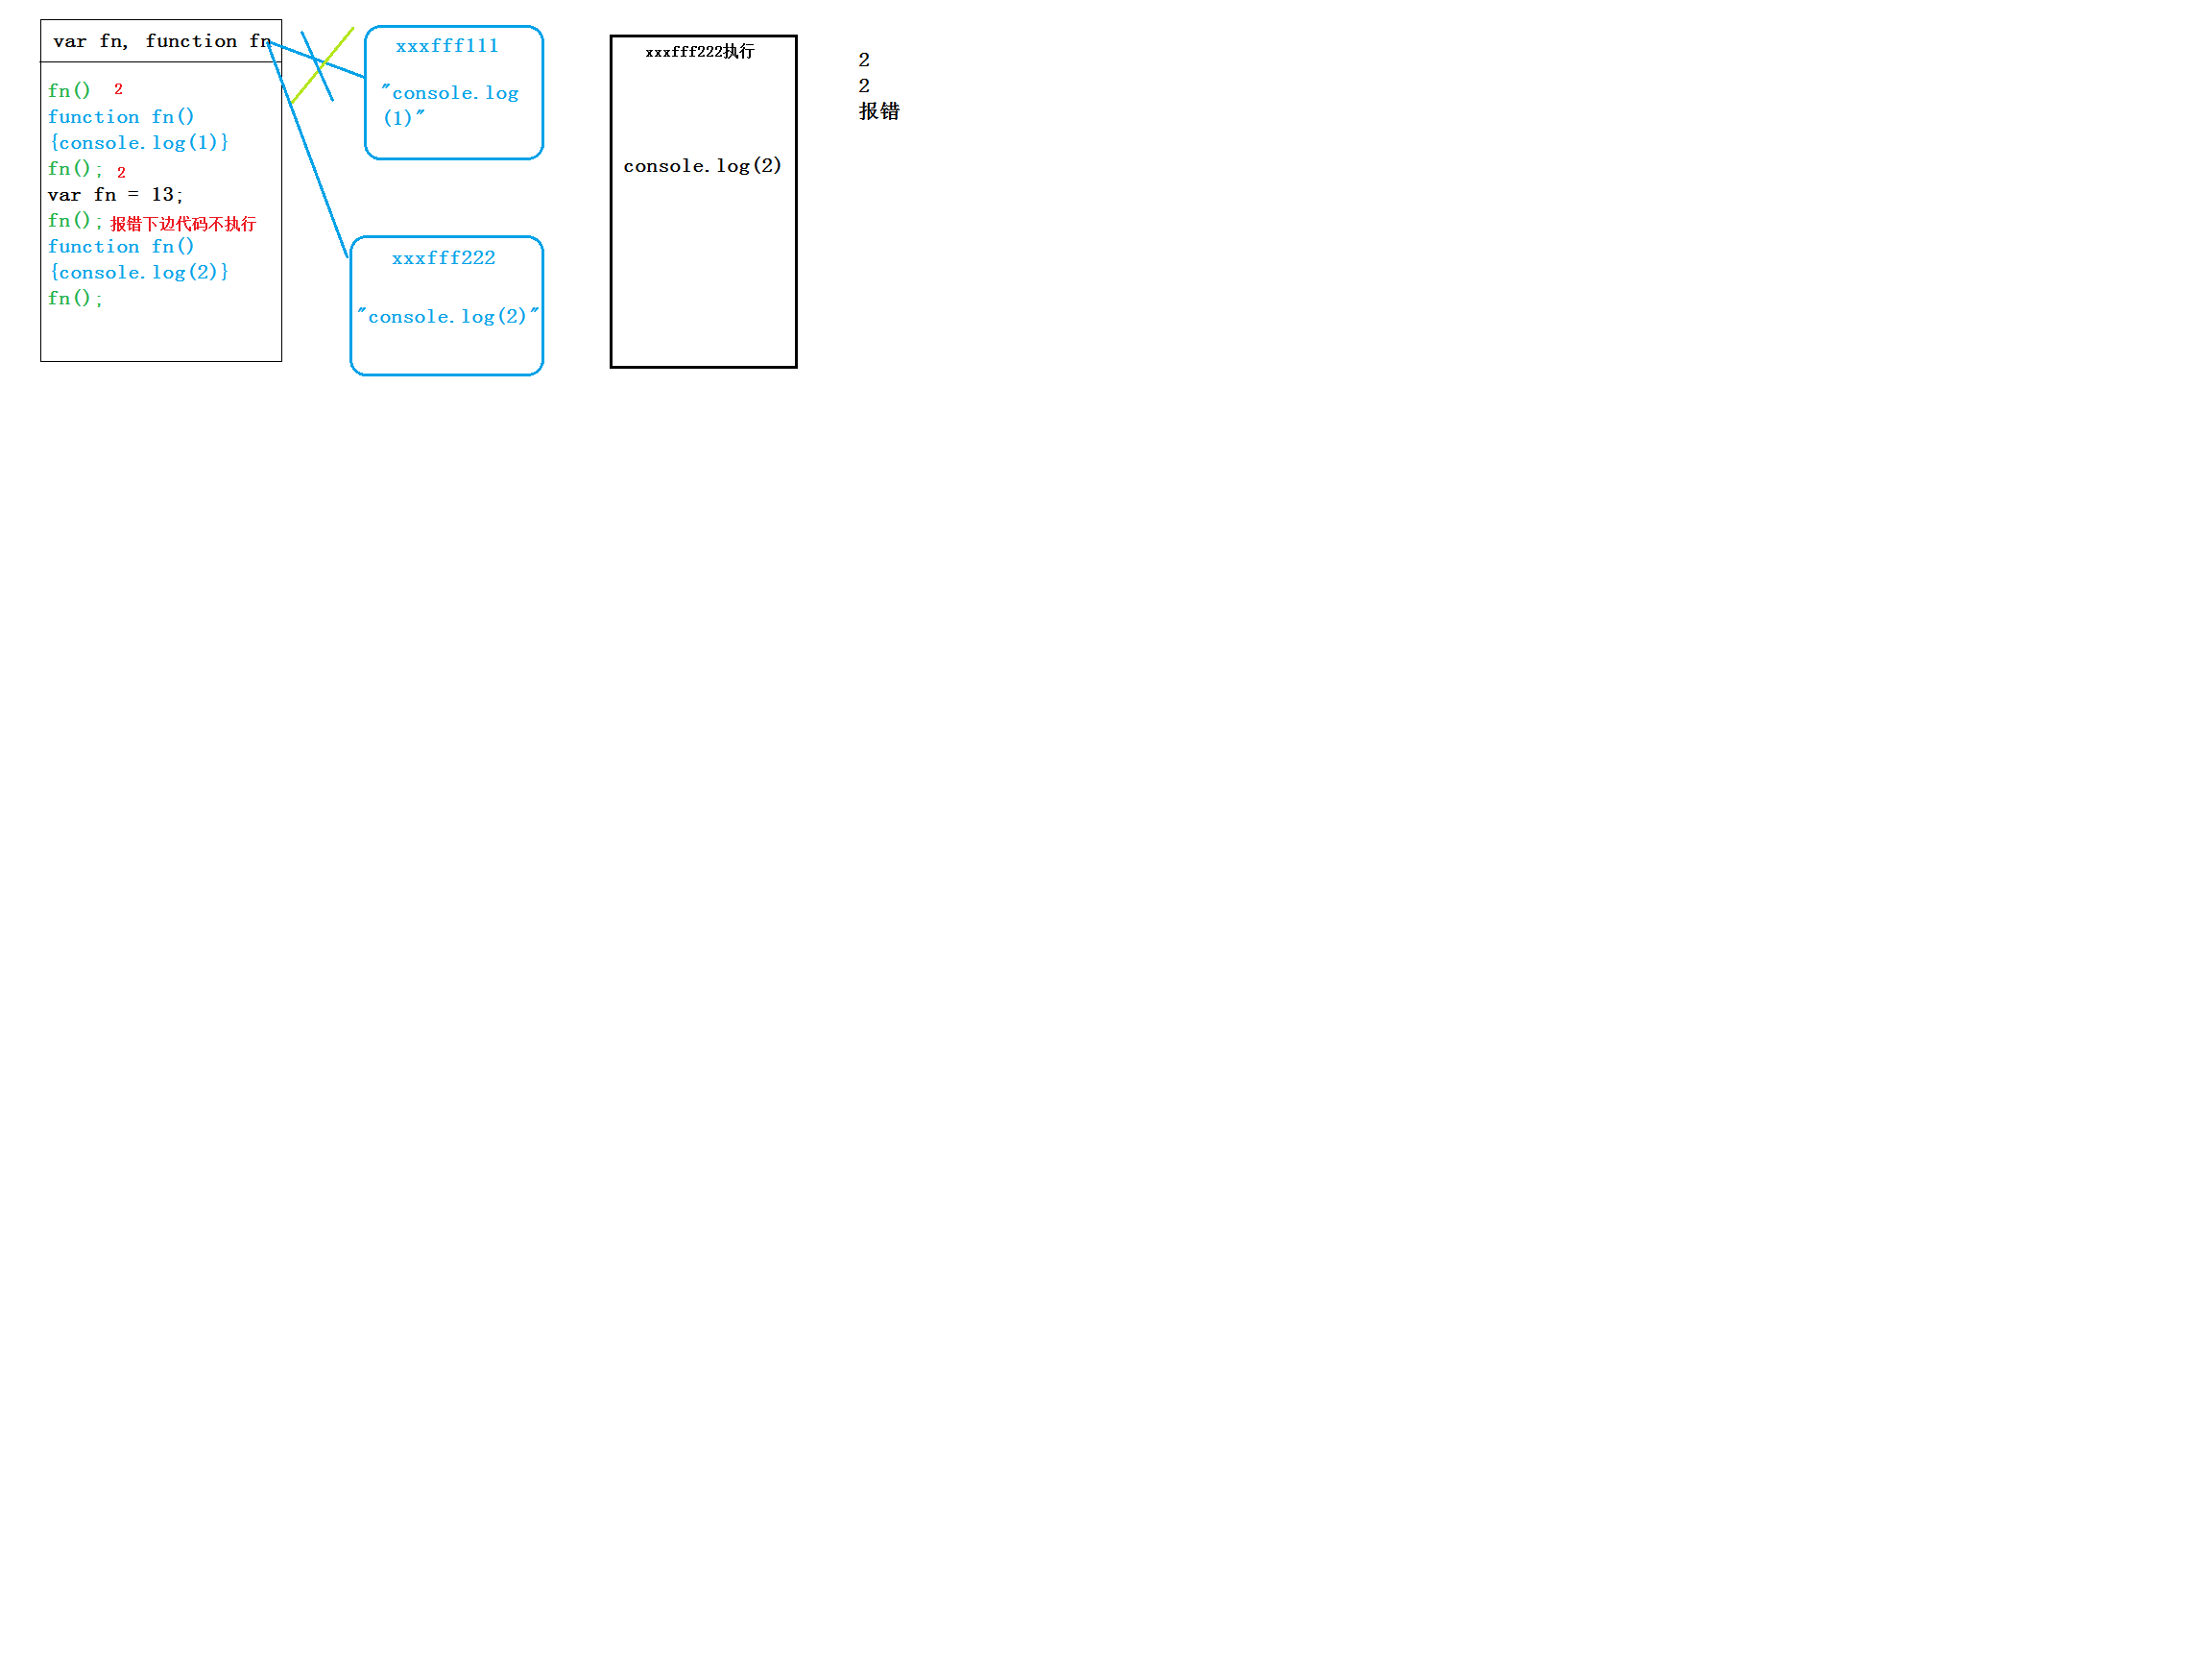 var fn, function fn
fn() 2
function fn()
{console.log(1)}
fn(); 2
var fn = 13;
fn(); 报错下边代码不执行
function fn()
{console.log(2)}
fn();
xxxfff111
"console.log
(1)"
xxxfff222
"console.log(2)"
xxxfff222执行
console.log(2)
2
2
报错